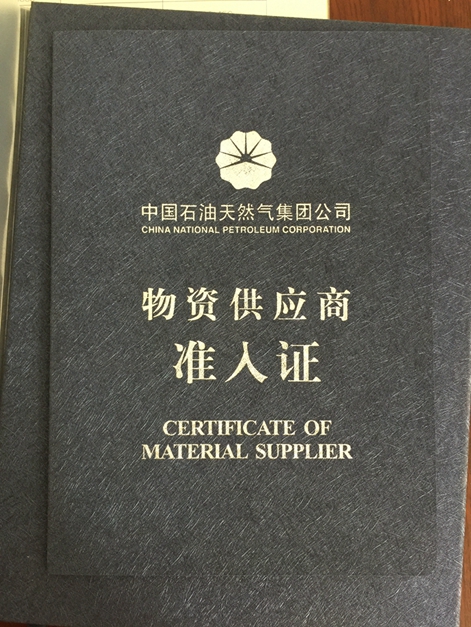 中国石油天然气集团公司
CHINA NATIONAL PETROLEUM CORPORATION
物资供应商
准入证
CERTIFICATE OF
MATERIAL SUPPLIER